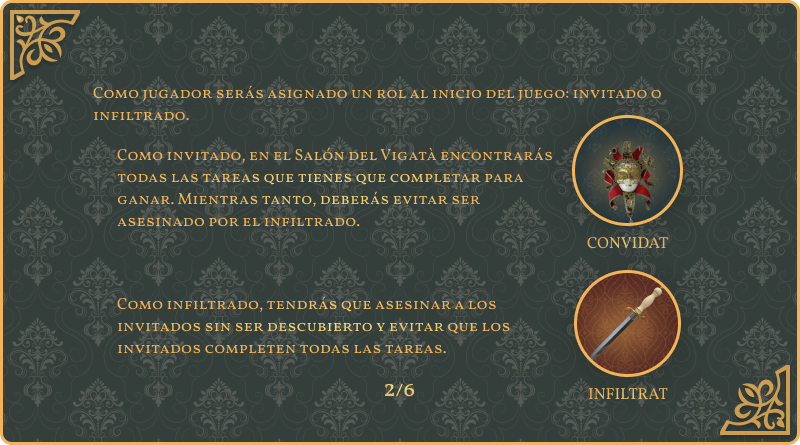 Como jugador serás asignado un rol al inicio del juego: invitado o
infiltrado.
Como invitado, en el Salón del Vigatà encontrarás
todas las tareas que tienes que completar para
ganar. Mientras tanto, deberás evitar ser
asesinado por el infiltrado.
CONVIDAT
Como infiltrado, tendrás que asesinar a los
invitados sin ser descubierto y evitar que los
invitados completen todas las tareas.
INFILTRAT
2/6